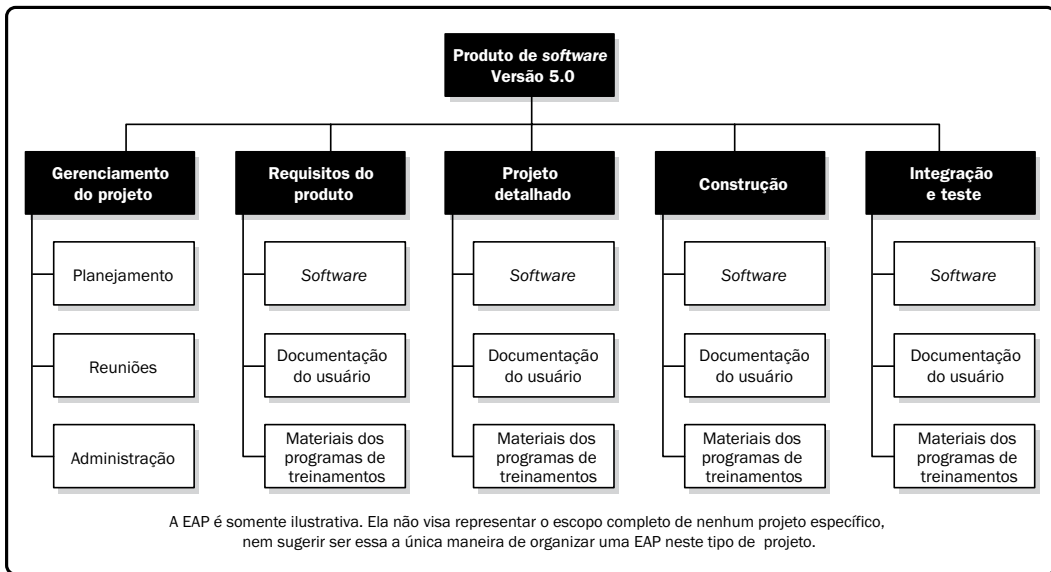 Produto de software
Versão 5.0
Gerenciamento
do projeto
Requisitos do
produto
Projeto
detalhado
Construção
Integração
e teste
Planejamento
Software
Software
Software
Software
Reuniões
Documentação
do usuário
Documentação
do usuário
Documentação
do usuário
Documentação
do usuário
Administração
Materiais dos
programas de
treinamentos
Materiais dos
programas de
treinamentos
Materiais dos
programas de
treinamentos
Materiais dos
programas de
treinamentos
A EAP é somente ilustrativa. Ela não visa representar o escopo completo de nenhum projeto específico,
nem sugerir ser essa a única maneira de organizar uma EAP neste tipo de projeto.